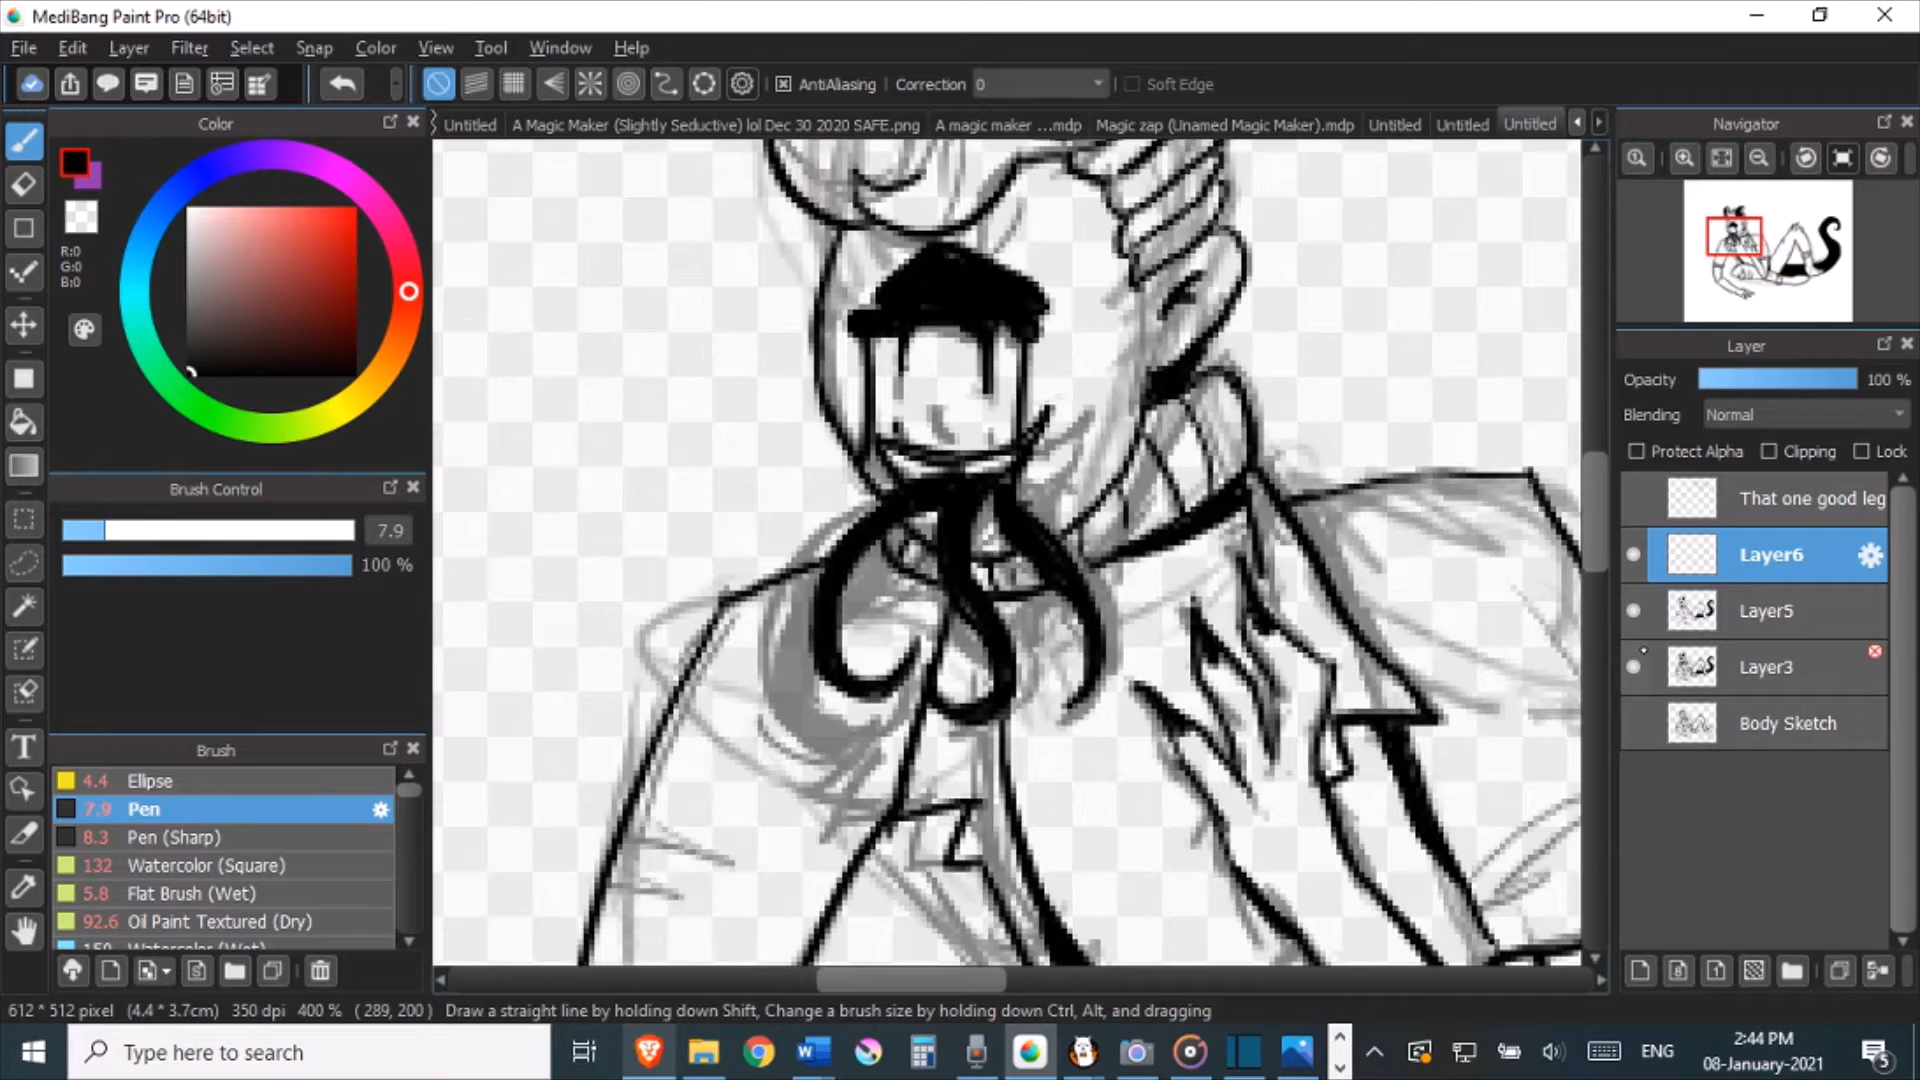 MediBang Paint Pro (64bit)
File Edit Layer Filter Select Snap Color View Tool Window Help
AntiAliasing Correction 0 Soft Edge
Color
Untitled A Magic Maker (Slightly Seductive) lol Dec 30 2020 SAFE.png A magic maker ...mdp Magic zap (Unamed Magic Maker).mdp Untitled Untitled Untitled
Navigator
R:0
G:0
B:0
Layer
Opacity 100 %
Blending Normal
Protect Alpha Clipping Lock
That one good leg
Layer6
Layer5
Layer3
Body Sketch
Brush Control
7.9
100 %
Brush
4.4 Elipse
7.9 Pen
8.3 Pen (Sharp)
132 Watercolor (Square)
5.8 Flat Brush (Wet)
92.6 Oil Paint Textured (Dry)
150 Watercolor (Wet)
612 * 512 pixel (4.4 * 3.7cm) 350 dpi 400 % ( 289, 200 ) Draw a straight line by holding down Shift, Change a brush size by holding down Ctrl, Alt, and dragging
Type here to search
ENG
2:44 PM
08-January-2021
5